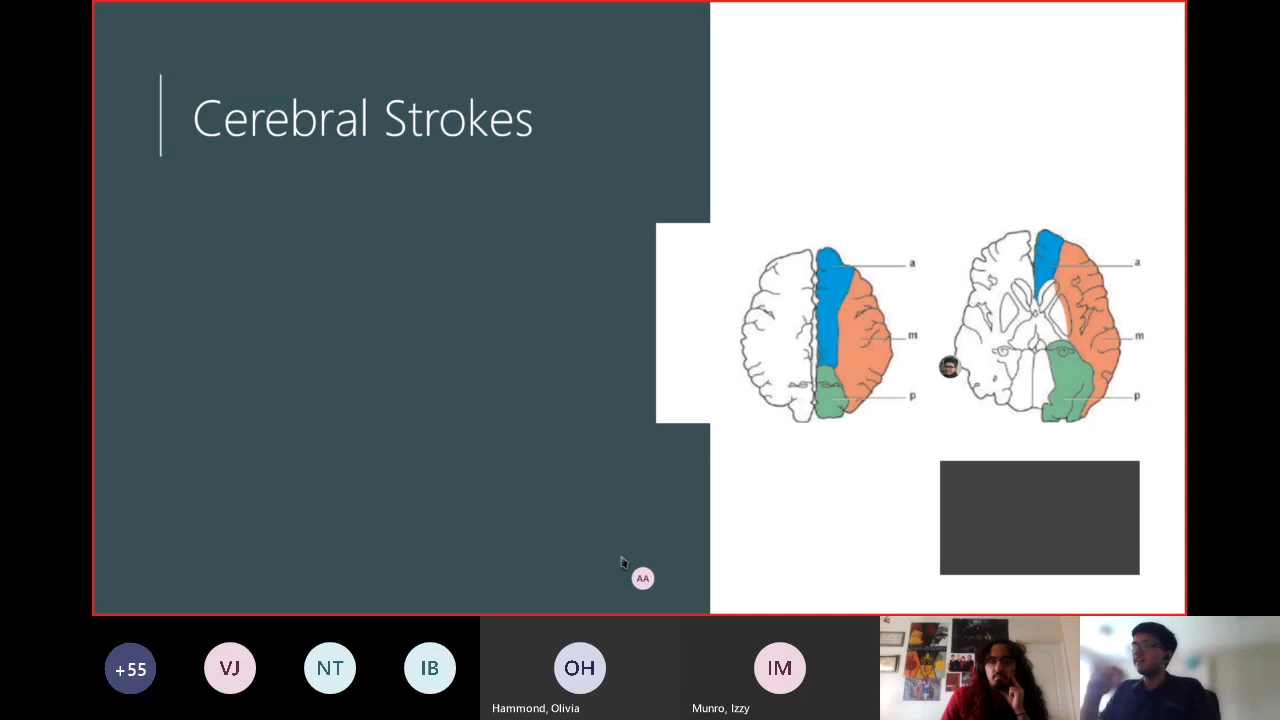 Cerebral Strokes
a
m
p
a
m
p
AA
+55
VJ
NT
IB
OH
IM
Hammond, Olivia
Munro, Izzy